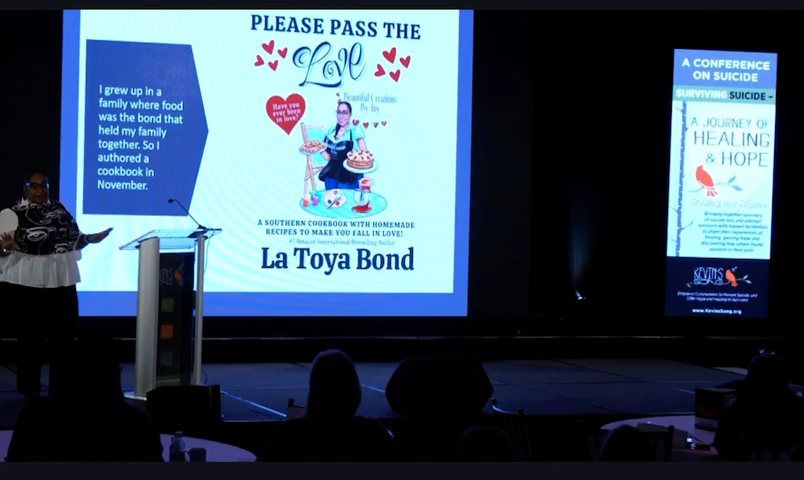 I grew up in a
family where food
was the bond that
held my family
together. So I
authored a
cookbook in
November.
PLEASE PASS THE
Love
Have you
ever been
in love?
Beautiful Creations
By Toy
A SOUTHERN COOKBOOK WITH HOMEMADE
RECIPES TO MAKE YOU FALL IN LOVE!
#1 Amazon International Bestselling Author
La Toya Bond
A CONFERENCE
ON SUICIDE
SURVIVING SUICIDE –
A JOURNEY OF
HEALING
& HOPE
KEVIN'S
SONG
www.KevinsSong.org